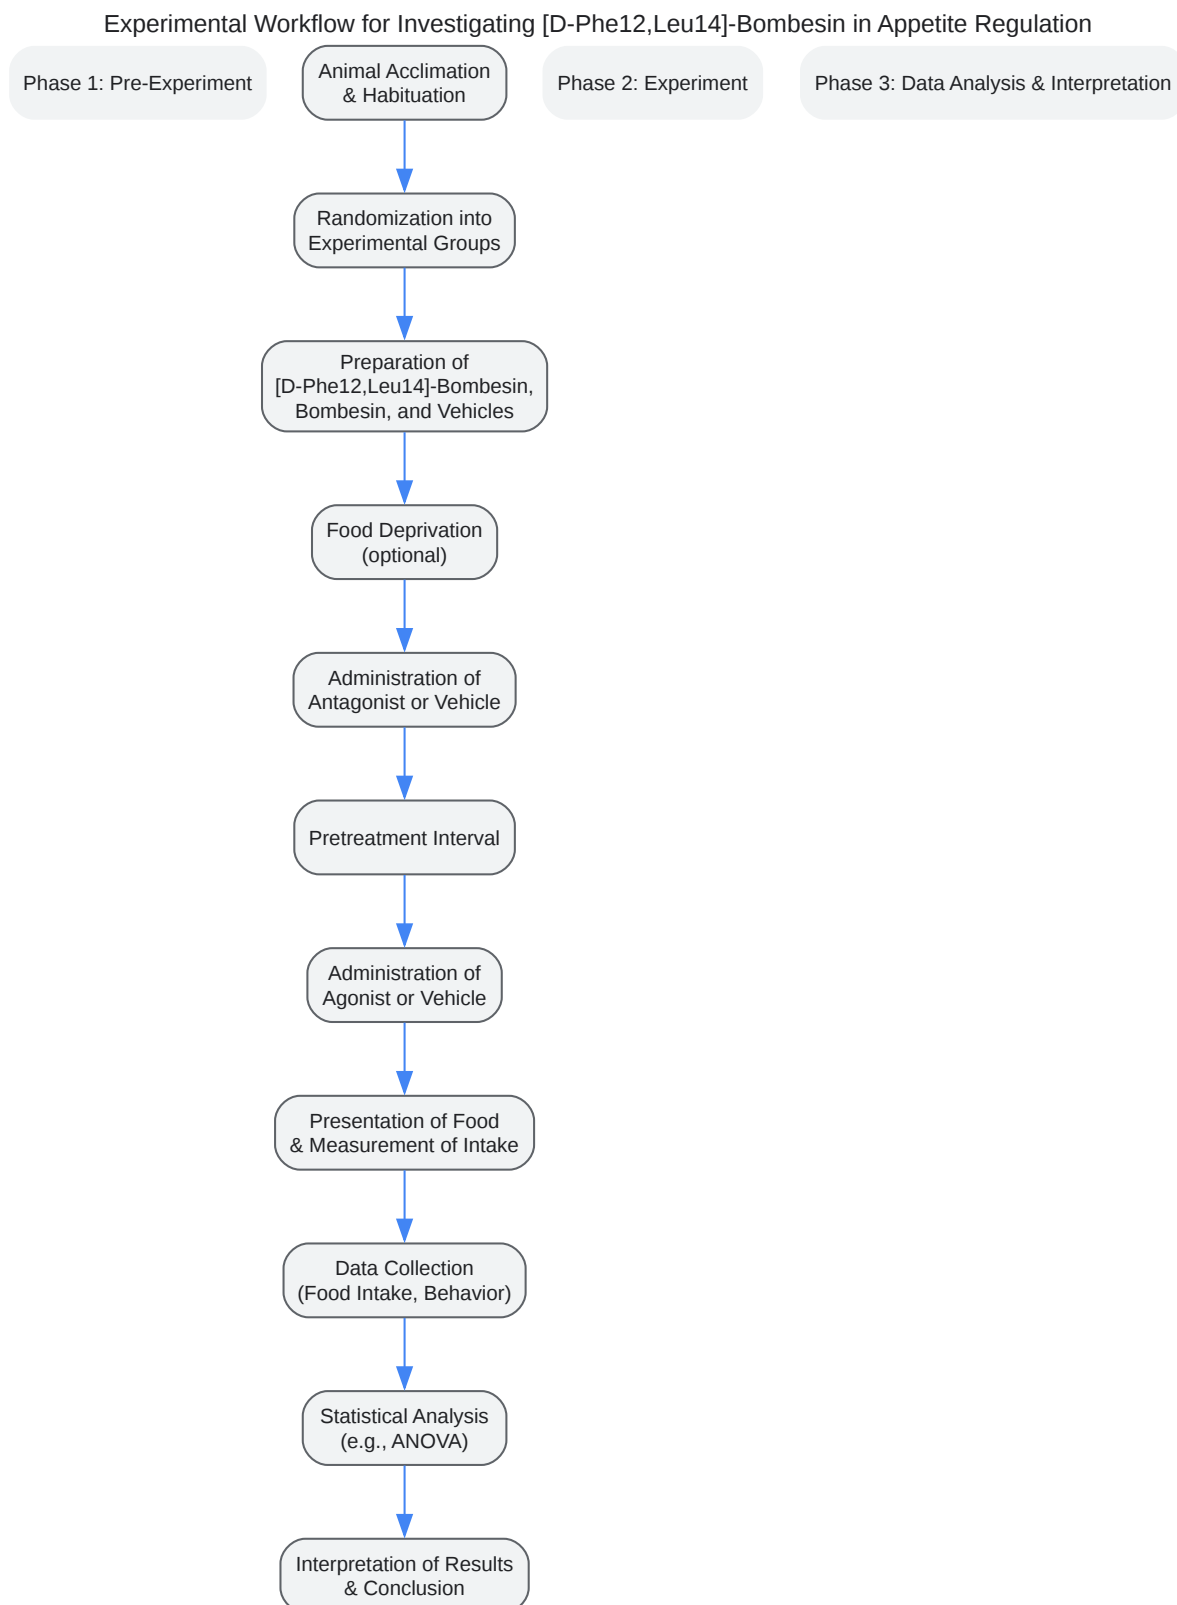 Experimental Workflow for Investigating [D-Phe12,Leu14]-Bombesin in Appetite Regulation
Phase 1: Pre-Experiment
Animal Acclimation
& Habituation
Phase 2: Experiment
Phase 3: Data Analysis & Interpretation
Randomization into
Experimental Groups
Preparation of
[D-Phe12,Leu14]-Bombesin,
Bombesin, and Vehicles
Food Deprivation
(optional)
Administration of
Antagonist or Vehicle
Pretreatment Interval
Administration of
Agonist or Vehicle
Presentation of Food
& Measurement of Intake
Data Collection
(Food Intake, Behavior)
Statistical Analysis
(e.g., ANOVA)
Interpretation of Results
& Conclusion